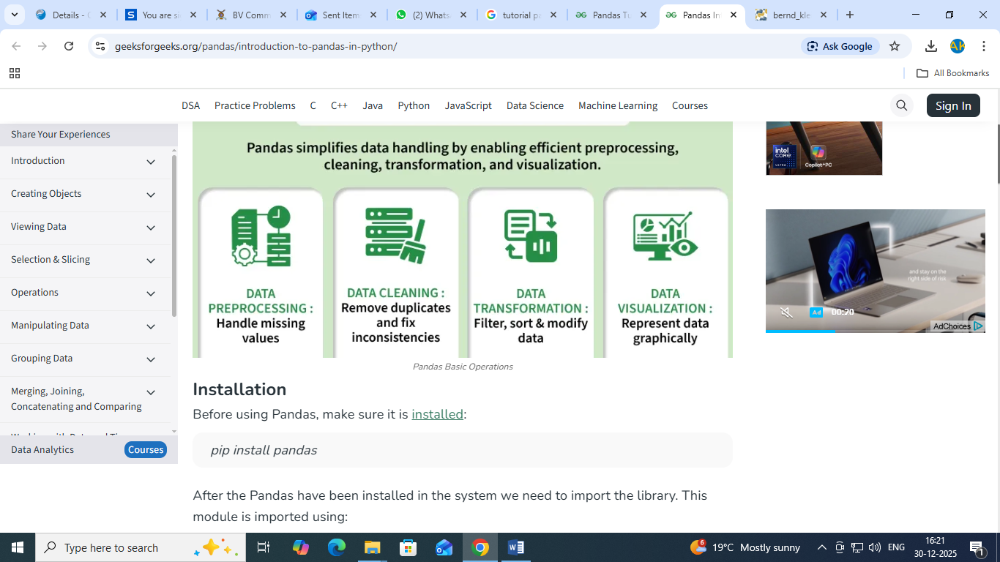 Details - C
You are si
BV Comm
Sent Item
(2) Whats
tutorial pa
Pandas Tu
Pandas In
bernd_kle
geeksforgeeks.org/pandas/introduction-to-pandas-in-python/
Ask Google
All Bookmarks
DSA Practice Problems C C++ Java Python JavaScript Data Science Machine Learning Courses
Sign In
Share Your Experiences
Introduction
Creating Objects
Viewing Data
Selection & Slicing
Operations
Manipulating Data
Grouping Data
Merging, Joining,
Concatenating and Comparing
Data Analytics
Courses
Pandas simplifies data handling by enabling efficient preprocessing,
cleaning, transformation, and visualization.
DATA
PREPROCESSING :
Handle missing
values
DATA CLEANING :
Remove duplicates
and fix
inconsistencies
DATA
TRANSFORMATION :
Filter, sort & modify
data
DATA
VISUALIZATION :
Represent data
graphically
Pandas Basic Operations
Installation
Before using Pandas, make sure it is installed:
pip install pandas
After the Pandas have been installed in the system we need to import the library. This
module is imported using:
intel
CORE
ULTRA
Copilot+PC
and stay on the
right side of risk
Ad 00:20
AdChoices
Type here to search
19°C Mostly sunny
ENG
16:21
30-12-2025